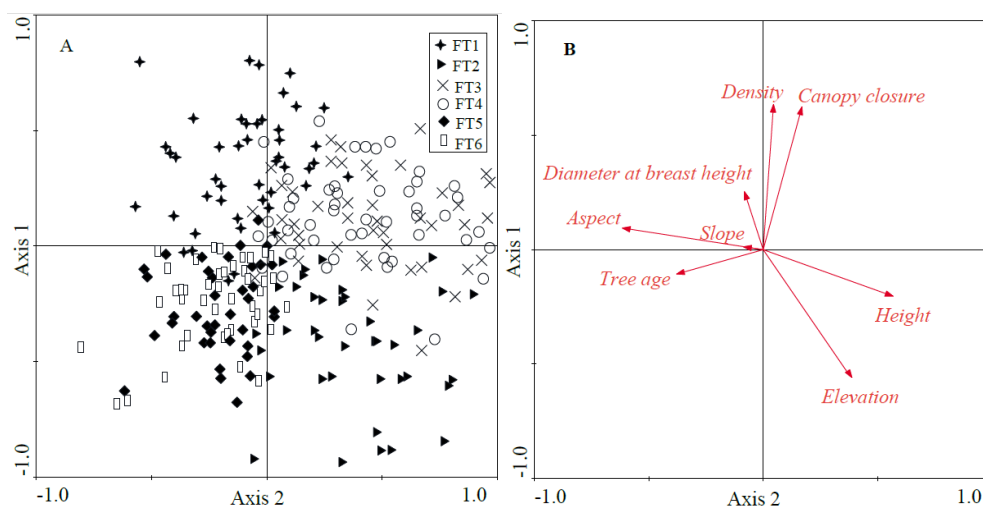 A
1.0
FT1
FT2
FT3
FT4
FT5
FT6
Axis 1
-1.0
-1.0
Axis 2
1.0
B
1.0
Density
Canopy closure
Diameter at breast height
Aspect
Slope
Tree age
Height
Elevation
Axis 1
-1.0
-1.0
Axis 2
1.0